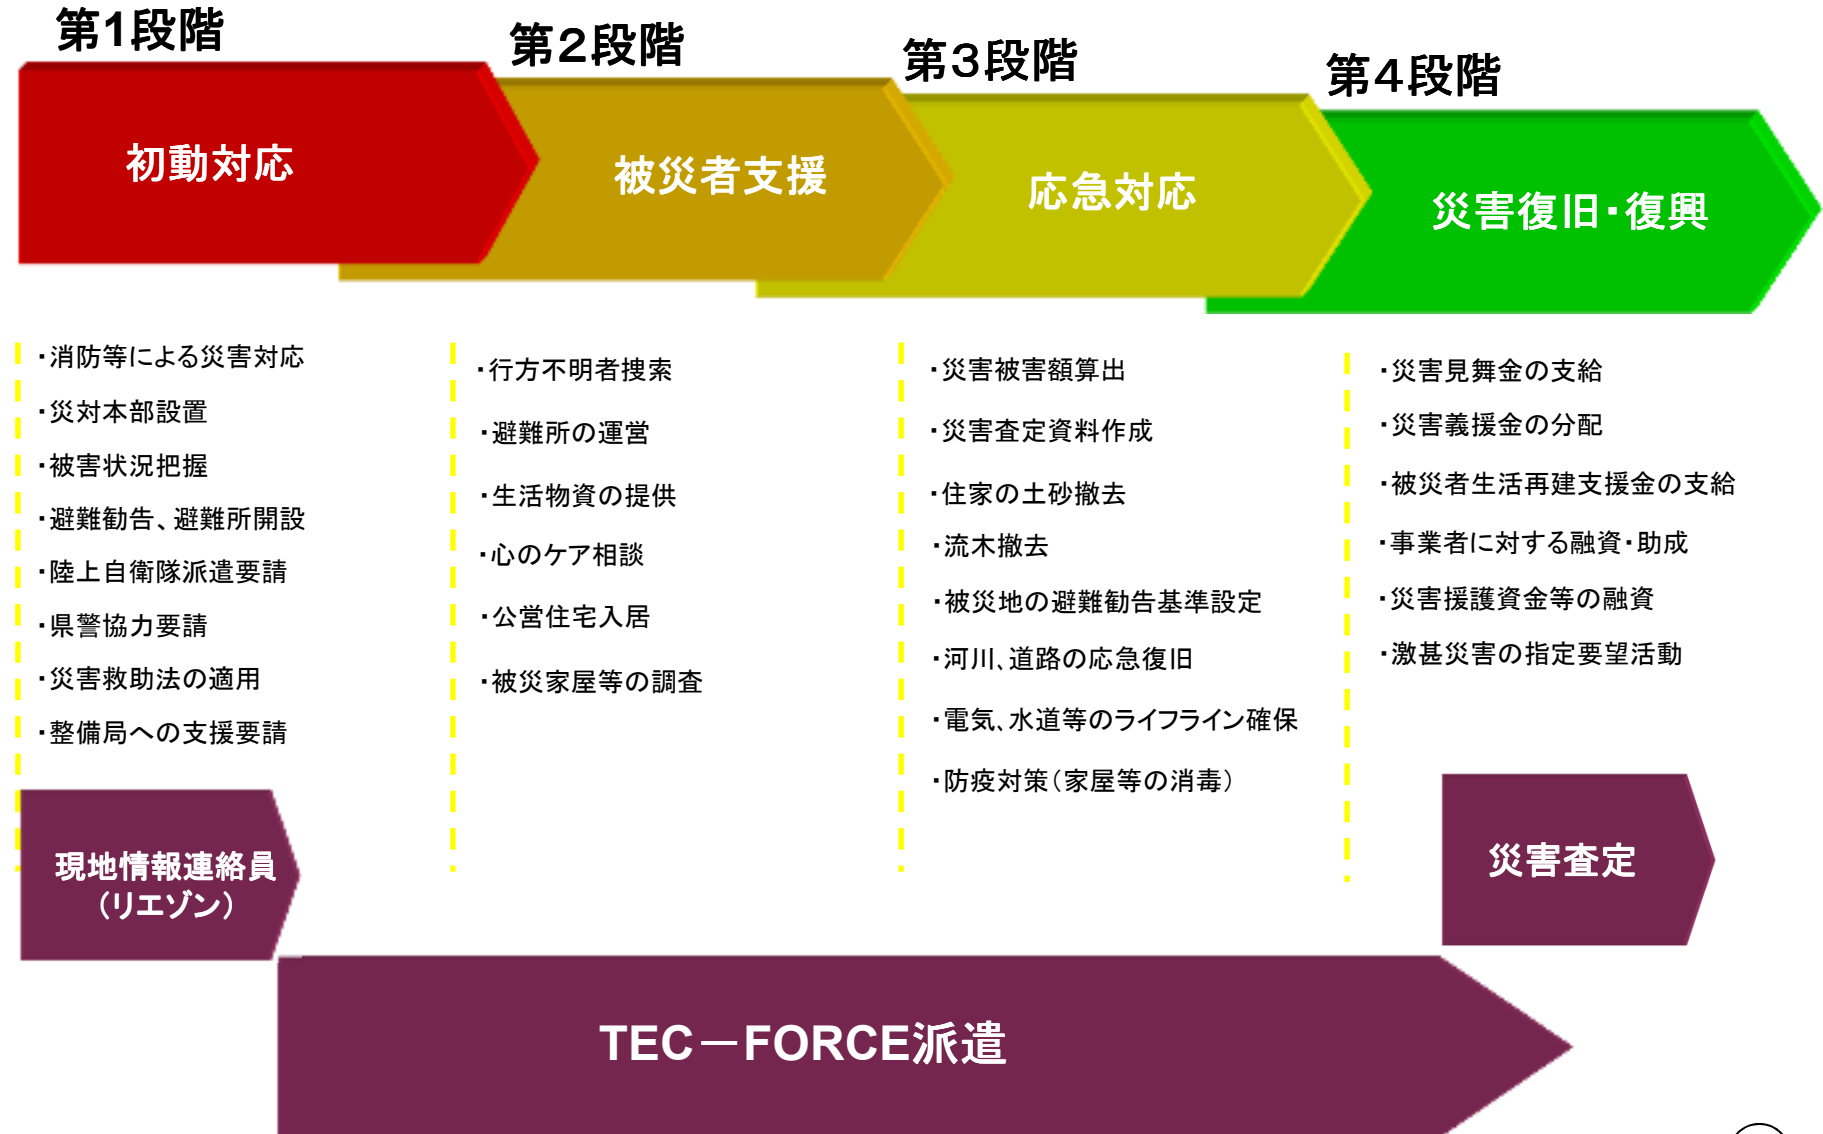 第1段階
初動対応
・消防等による災害対応
・災対本部設置
・被害状況把握
・避難勧告、避難所開設
・陸上自衛隊派遣要請
・県警協力要請
・災害救助法の適用
・整備局への支援要請
現地情報連絡員
（リエゾン）
第２段階
被災者支援
・行方不明者捜索
・避難所の運営
・生活物資の提供
・心のケア相談
・公営住宅入居
・被災家屋等の調査
第３段階
応急対応
・災害被害額算出
・災害査定資料作成
・住家の土砂撤去
・流木撤去
・被災地の避難勧告基準設定
・河川、道路の応急復旧
・電気、水道等のライフライン確保
・防疫対策（家屋等の消毒）
第４段階
災害復旧・復興
・災害見舞金の支給
・災害義援金の分配
・被災者生活再建支援金の支給
・事業者に対する融資・助成
・災害援護資金等の融資
・激甚災害の指定要望活動
災害査定
TEC－FORCE派遣